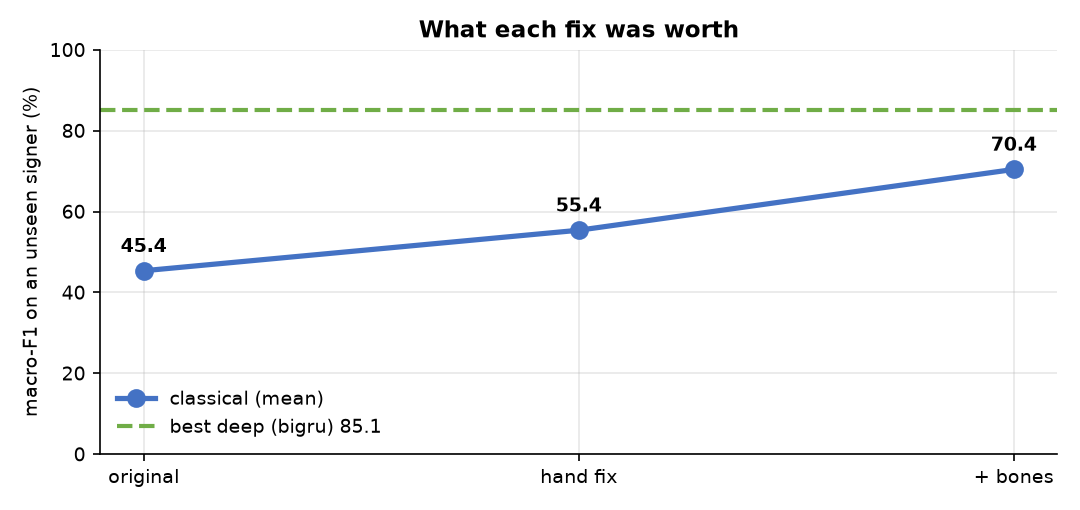 What each fix was worth
macro-F1 on an unseen signer (%)
100
80
60
40
20
0
45.4
55.4
70.4
classical (mean)
best deep (bigru) 85.1
original
hand fix
+ bones